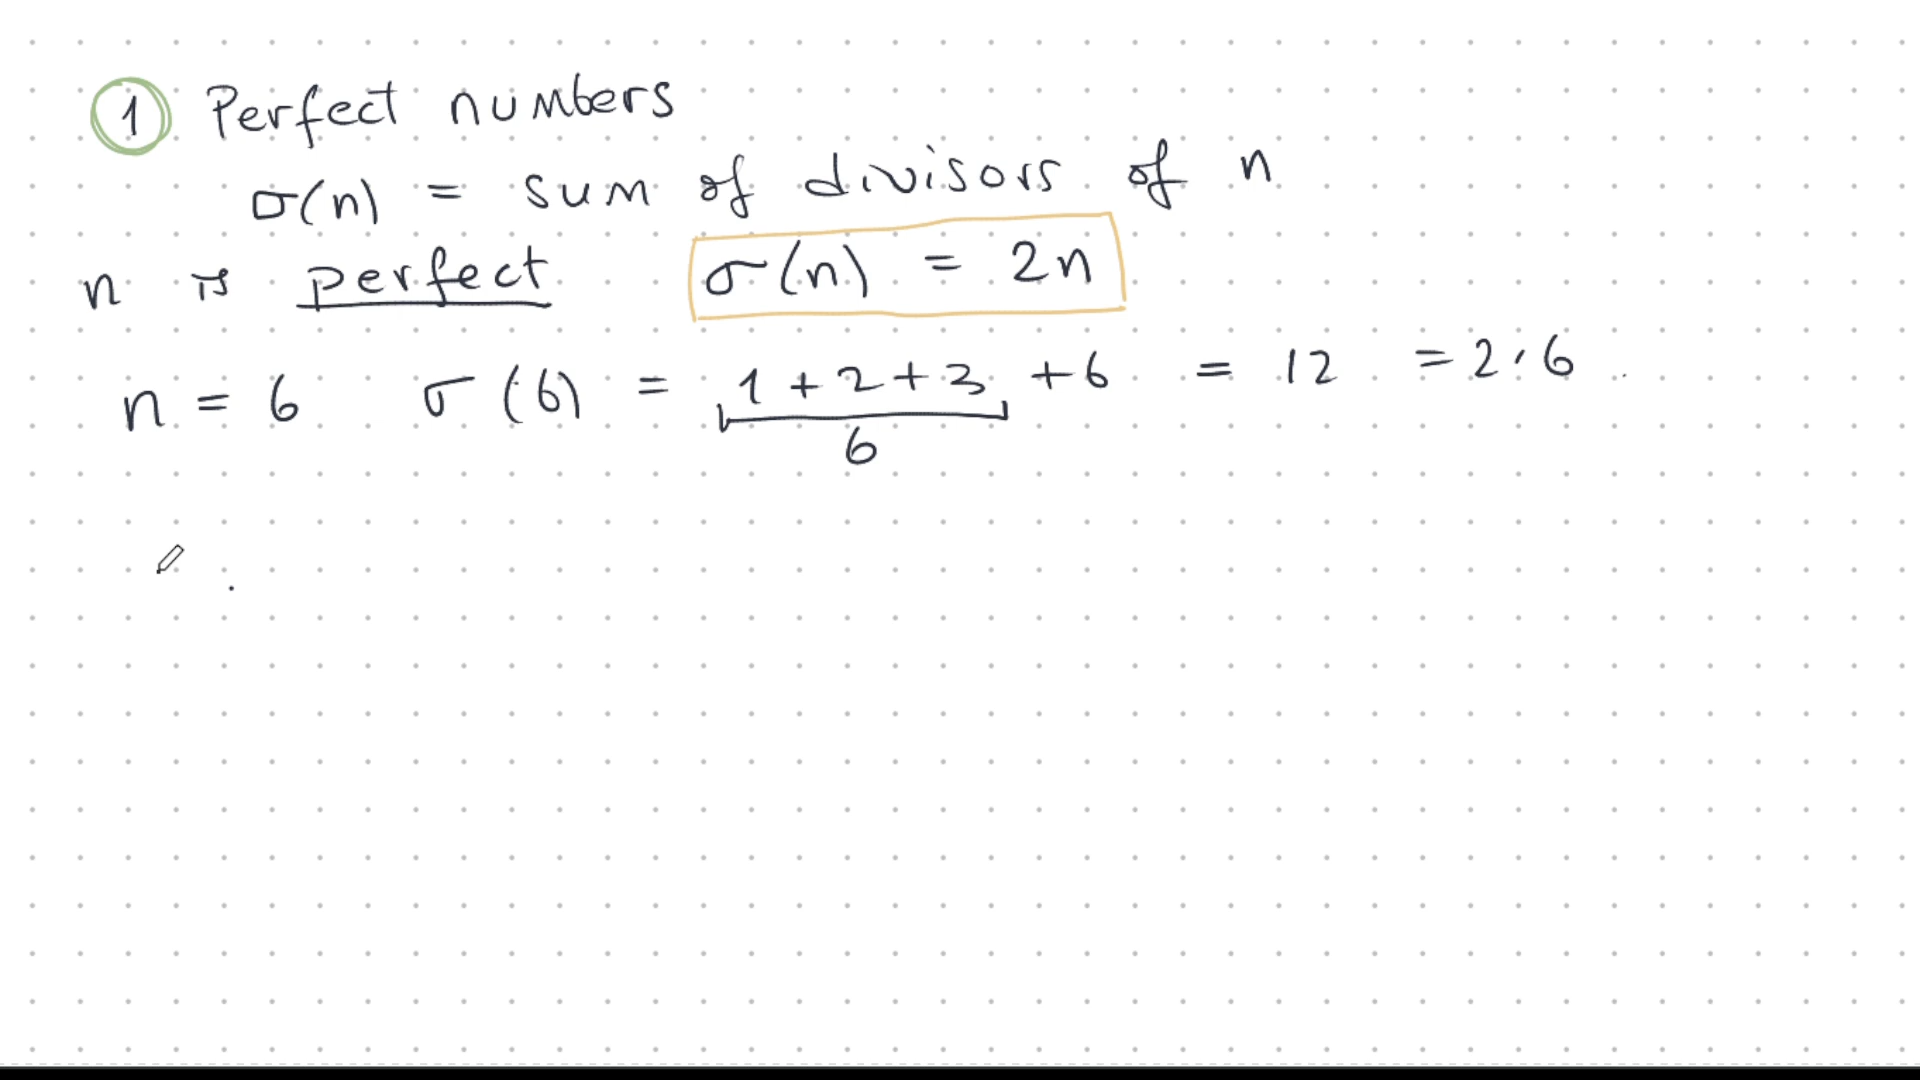 1 Perfect numbers
σ(n) = sum of divisors of n
n is perfect σ(n) = 2n
n = 6 σ(6) = 1 + 2 + 3 + 6 = 12 = 2 · 6
6